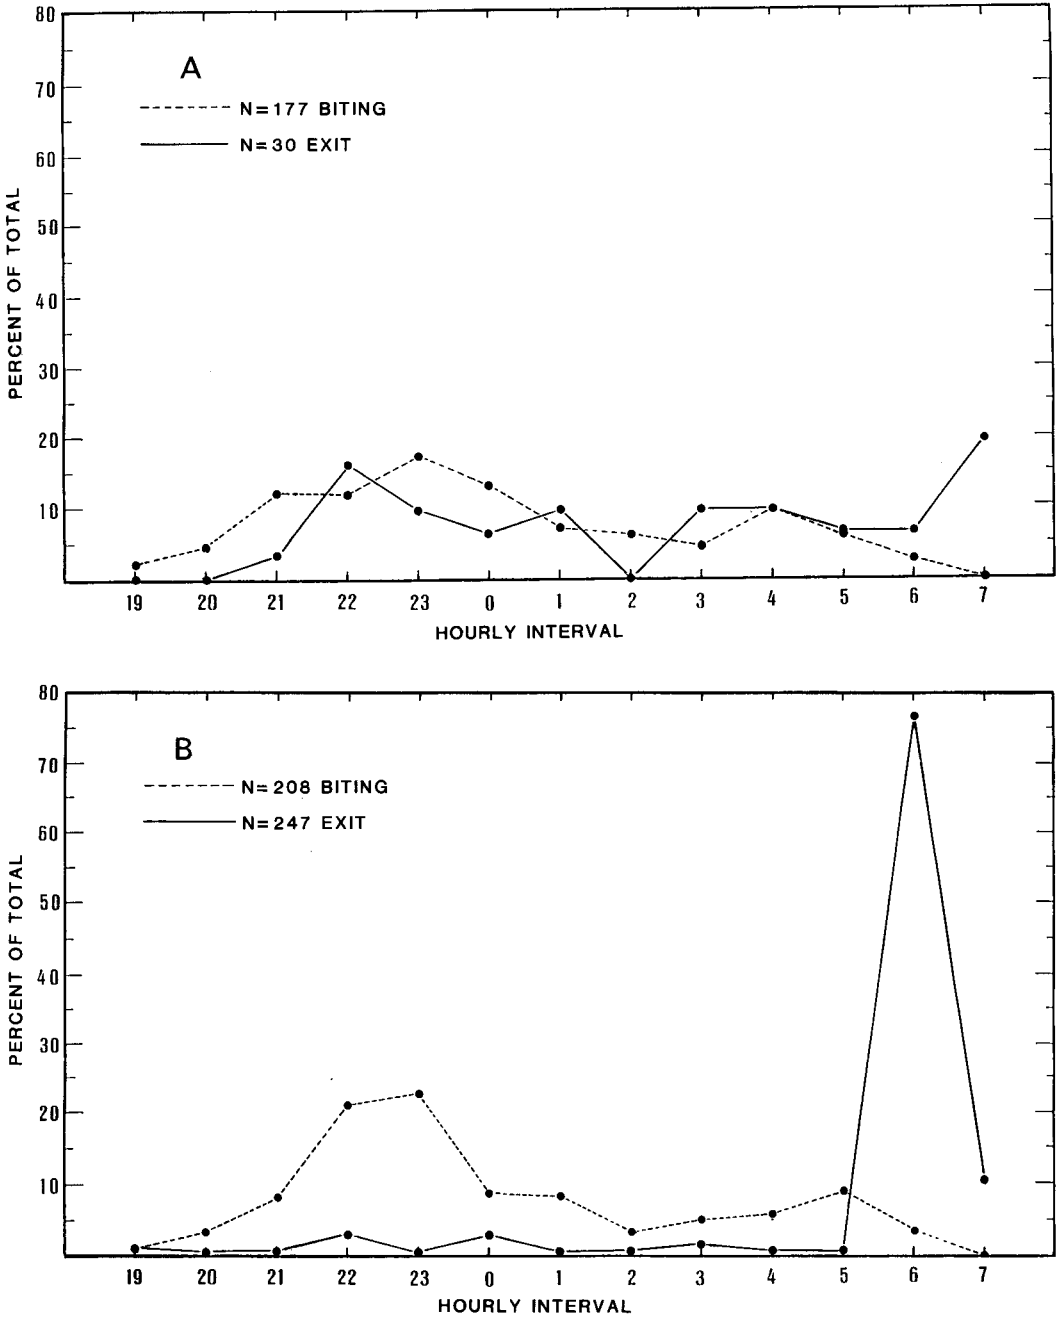 80
A
70
N=177 BITING
N=30 EXIT
60
50
40
30
20
10
PERCENT OF TOTAL
19 20 21 22 23 0 1 2 3 4 5 6 7
HOURLY INTERVAL
80
B
70
N=208 BITING
N=247 EXIT
60
50
40
30
20
10
PERCENT OF TOTAL
19 20 21 22 23 0 1 2 3 4 5 6 7
HOURLY INTERVAL